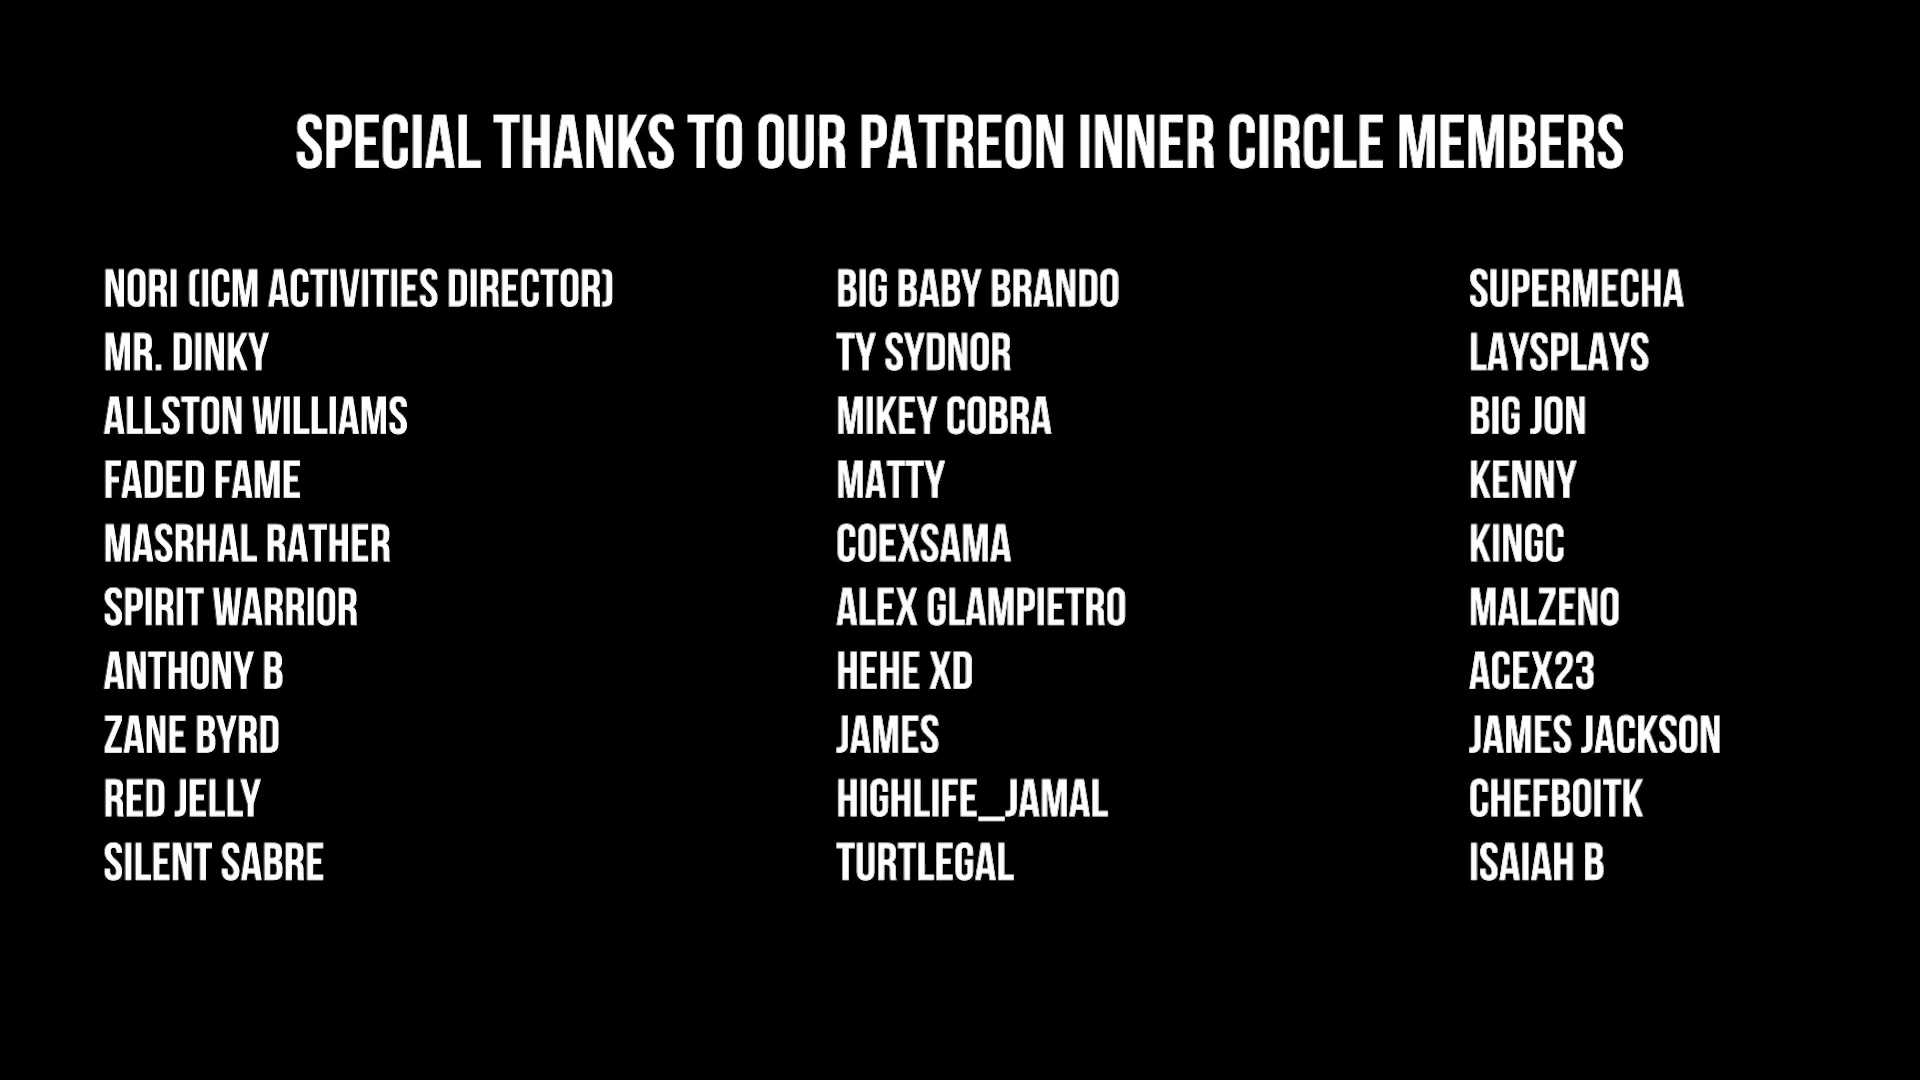 SPECIAL THANKS TO OUR PATREON INNER CIRCLE MEMBERS
NORI (ICM ACTIVITIES DIRECTOR)
MR. DINKY
ALLSTON WILLIAMS
FADED FAME
MASRHAL RATHER
SPIRIT WARRIOR
ANTHONY B
ZANE BYRD
RED JELLY
SILENT SABRE
BIG BABY BRANDO
TY SYDNOR
MIKEY COBRA
MATTY
COEXSAMA
ALEX GLAMPIETRO
HEHE XD
JAMES
HIGHLIFE_JAMAL
TURTLEGAL
SUPERMECHA
LAYSPLAYS
BIG JON
KENNY
KINGC
MALZENO
ACEX23
JAMES JACKSON
CHEFBOITK
ISAIAH B